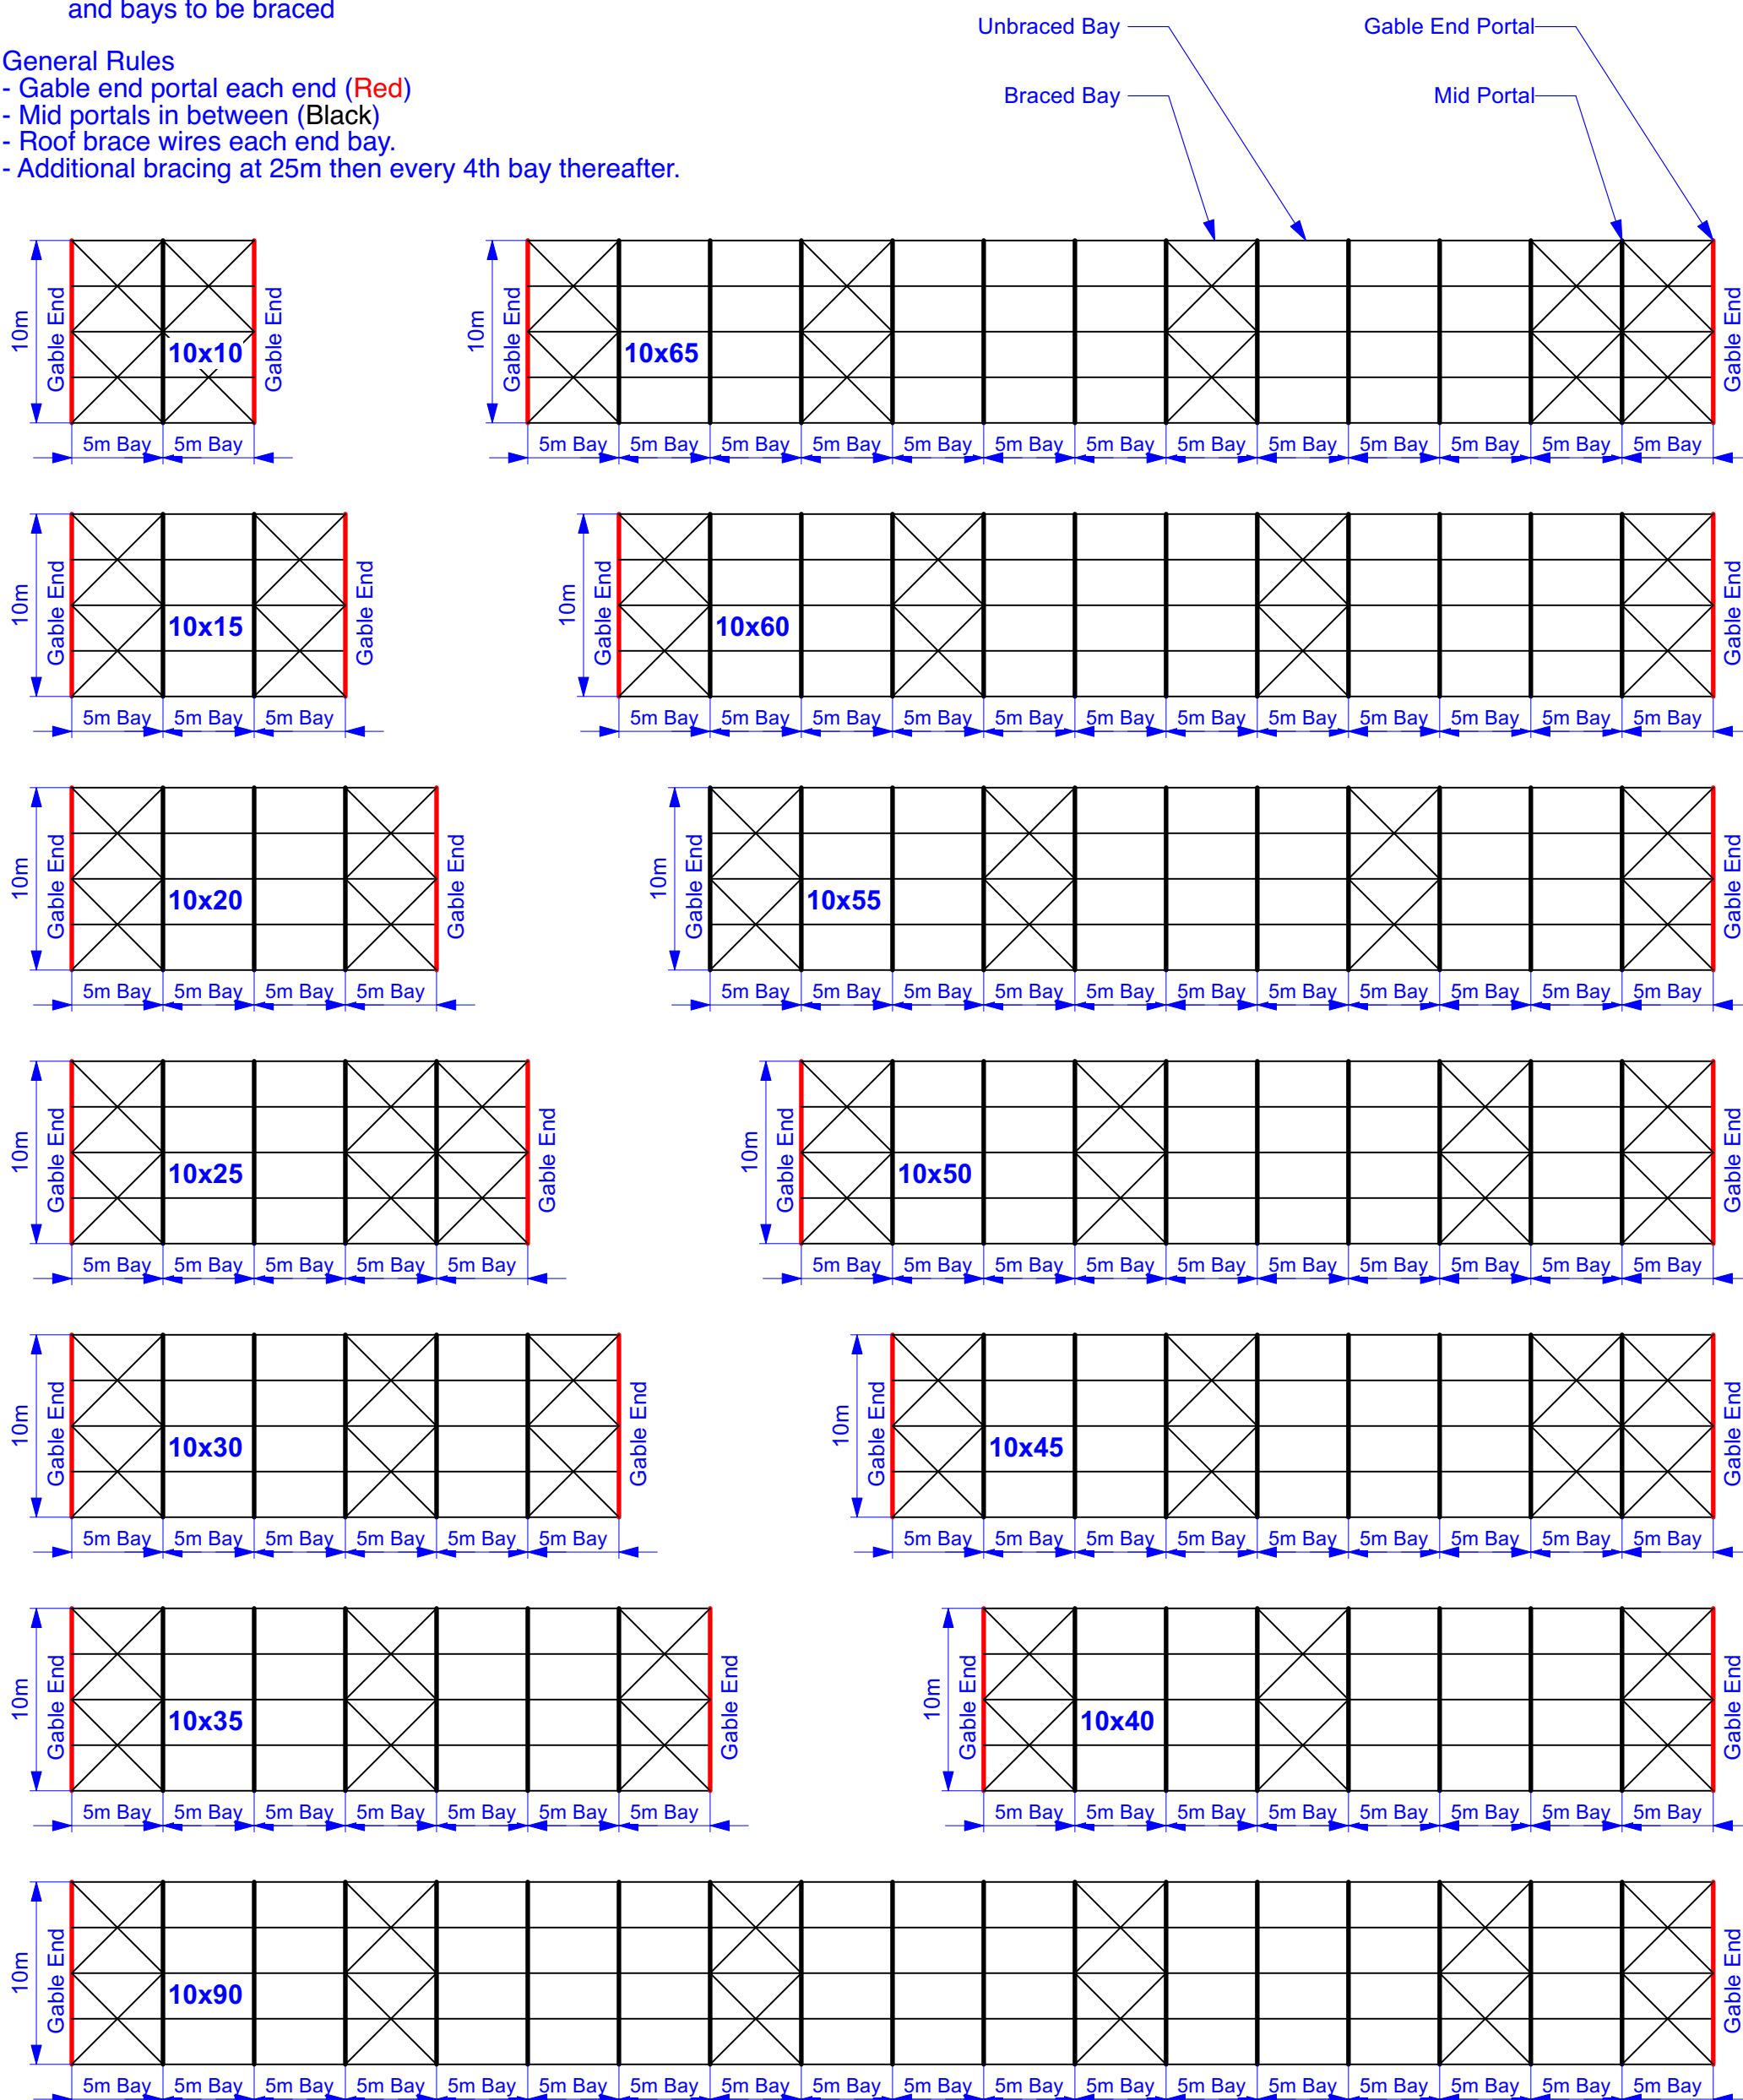 and bays to be braced
General Rules
- Gable end portal each end (Red)
- Mid portals in between (Black)
- Roof brace wires each end bay.
- Additional bracing at 25m then every 4th bay thereafter.
Unbraced Bay
Gable End Portal
Braced Bay
Mid Portal
10m
Gable End
10x10
Gable End
5m Bay 5m Bay
10m
Gable End
10x65
Gable End
5m Bay 5m Bay 5m Bay 5m Bay 5m Bay 5m Bay 5m Bay 5m Bay 5m Bay 5m Bay 5m Bay 5m Bay 5m Bay
10m
Gable End
10x15
Gable End
5m Bay 5m Bay 5m Bay
10m
Gable End
10x60
Gable End
5m Bay 5m Bay 5m Bay 5m Bay 5m Bay 5m Bay 5m Bay 5m Bay 5m Bay 5m Bay 5m Bay 5m Bay
10m
Gable End
10x20
Gable End
5m Bay 5m Bay 5m Bay 5m Bay
10m
Gable End
10x55
Gable End
5m Bay 5m Bay 5m Bay 5m Bay 5m Bay 5m Bay 5m Bay 5m Bay 5m Bay 5m Bay 5m Bay
10m
Gable End
10x25
Gable End
5m Bay 5m Bay 5m Bay 5m Bay 5m Bay
10m
Gable End
10x50
Gable End
5m Bay 5m Bay 5m Bay 5m Bay 5m Bay 5m Bay 5m Bay 5m Bay 5m Bay 5m Bay
10m
Gable End
10x30
Gable End
5m Bay 5m Bay 5m Bay 5m Bay 5m Bay 5m Bay
10m
Gable End
10x45
Gable End
5m Bay 5m Bay 5m Bay 5m Bay 5m Bay 5m Bay 5m Bay 5m Bay 5m Bay
10m
Gable End
10x35
Gable End
5m Bay 5m Bay 5m Bay 5m Bay 5m Bay 5m Bay 5m Bay
10m
Gable End
10x40
Gable End
5m Bay 5m Bay 5m Bay 5m Bay 5m Bay 5m Bay 5m Bay 5m Bay
10m
Gable End
10x90
Gable End
5m Bay 5m Bay 5m Bay 5m Bay 5m Bay 5m Bay 5m Bay 5m Bay 5m Bay 5m Bay 5m Bay 5m Bay 5m Bay 5m Bay 5m Bay 5m Bay 5m Bay 5m Bay